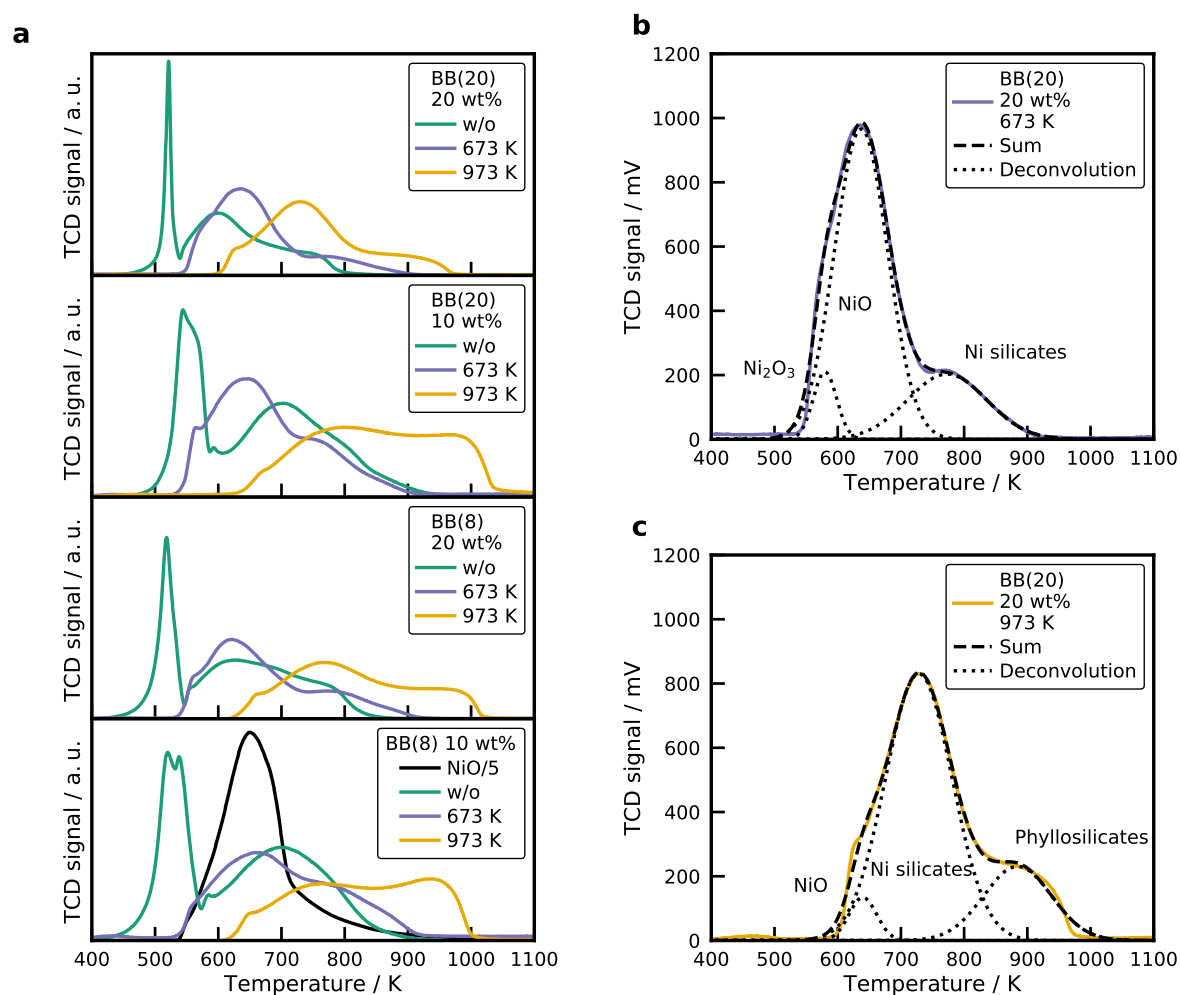 a
TCD signal / a. u.
BB(20)
20 wt%
w/o
673 K
973 K
TCD signal / a. u.
BB(20)
10 wt%
w/o
673 K
973 K
TCD signal / a. u.
BB(8)
20 wt%
w/o
673 K
973 K
TCD signal / a. u.
BB(8) 10 wt%
NiO/5
w/o
673 K
973 K
400 500 600 700 800 900 1000 1100
Temperature / K
b
TCD signal / mV
1200
1000
800
600
400
200
0
BB(20)
20 wt%
673 K
Sum
Deconvolution
NiO
Ni silicates
Ni₂O₃
400 500 600 700 800 900 1000 1100
Temperature / K
c
TCD signal / mV
1200
1000
800
600
400
200
0
BB(20)
20 wt%
973 K
Sum
Deconvolution
Phyllosilicates
Ni silicates
NiO
400 500 600 700 800 900 1000 1100
Temperature / K